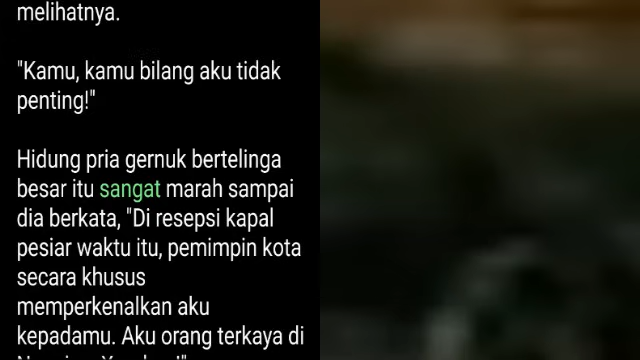 melihatnya.
"Kamu, kamu bilang aku tidak
penting!"
Hidung pria gernuk bertelinga
besar itu sangat marah sampai
dia berkata, "Di resepsi kapal
pesiar waktu itu, pemimpin kota
secara khusus
memperkenalkan aku
kepadamu. Aku orang terkaya di